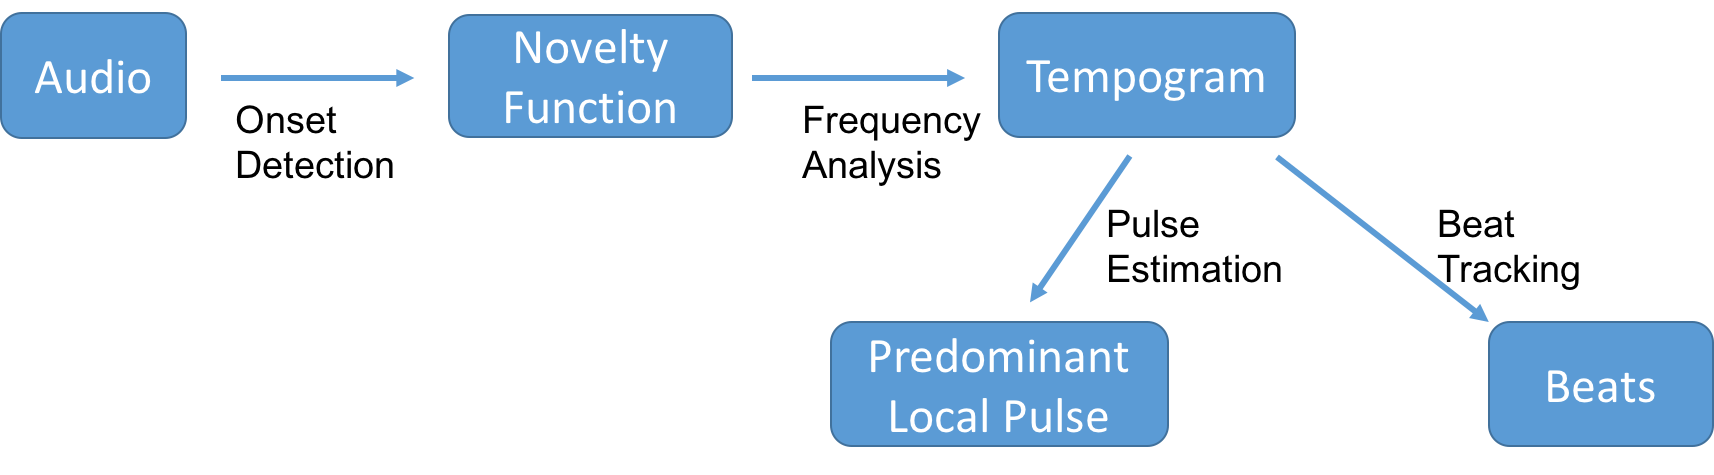 Audio
Onset
Detection
Novelty
Function
Frequency
Analysis
Tempogram
Pulse
Estimation
Beat
Tracking
Predominant
Local Pulse
Beats